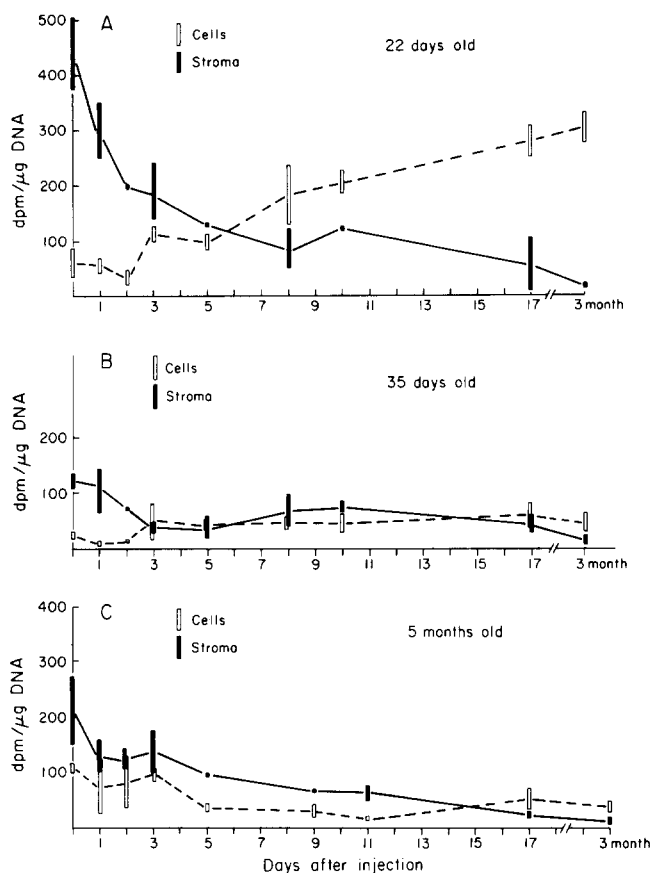 A
Cells
Stroma
22 days old
dpm/µg DNA
500
400
300
200
100
1 3 5 7 9 11 13 15 17 3 month
B
Cells
Stroma
35 days old
dpm/µg DNA
200
100
1 3 5 7 9 11 13 15 17 3 month
C
Cells
Stroma
5 months old
dpm/µg DNA
400
300
200
100
1 3 5 7 9 11 13 15 17 3 month
Days after injection